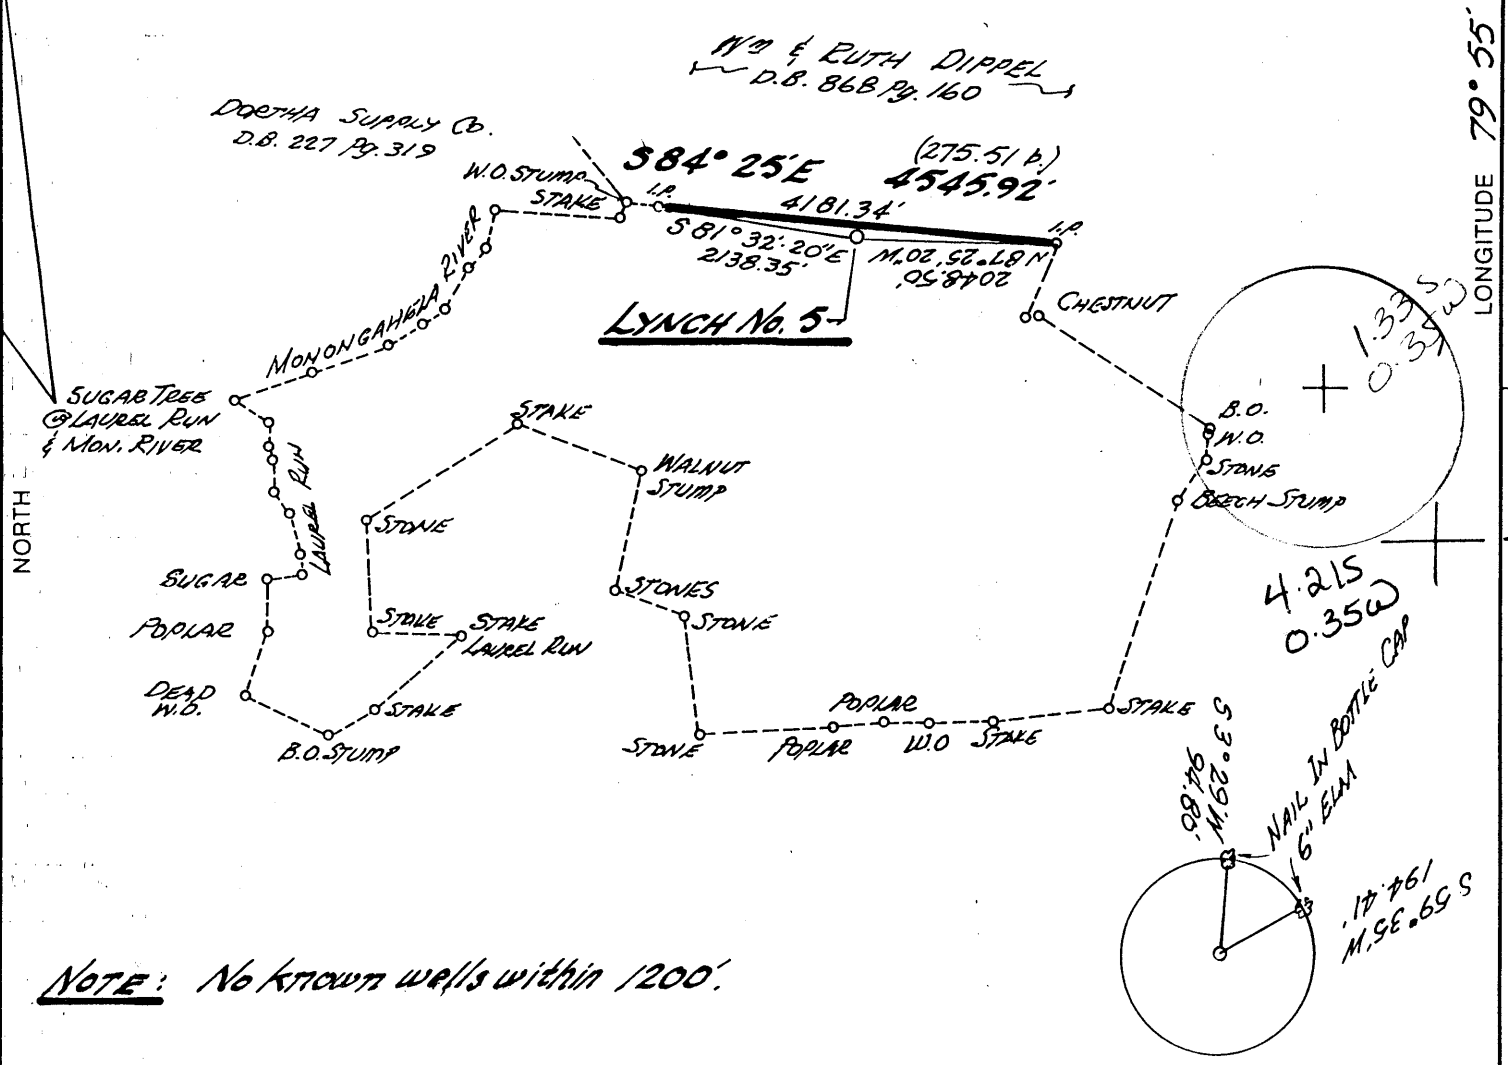 Wm & RUTH DIPPEL
D.B. 868 Pg. 160
LONGITUDE 79° 55'
DORTHA SUPPLY CO.
D.B. 227 Pg. 319
W.O. STUMP
STAKE
I.P.
S84° 25'E
(275.51 p.)
4545.92'
4181.34'
S 81° 32' 20" E
2138.35'
N 87° 25' 20" W
2048.50'
I.P.
LYNCH No. 5
CHESTNUT
MONONGAHELA RIVER
1.33 S
0.35W
SUGAR TREE
@ LAUREL RUN
& MON. RIVER
LAUREL RUN
NORTH
STAKE
WALNUT
STUMP
STONE
B.O.
W.O.
STONE
BEECH STUMP
SUGAR
POPLAR
STAKE
LAUREL RUN
STONES
STONE
4.21S
0.35W
DEAD
W.O.
STAKE
B.O. STUMP
STONE
POPLAR
POPLAR
W.O
STAKE
STAKE
S 3° 29' W
94.80'
NAIL IN BOTTLE CAP
6" ELM
S 59° 35' W
194.41'
NOTE: No known wells within 1200'.